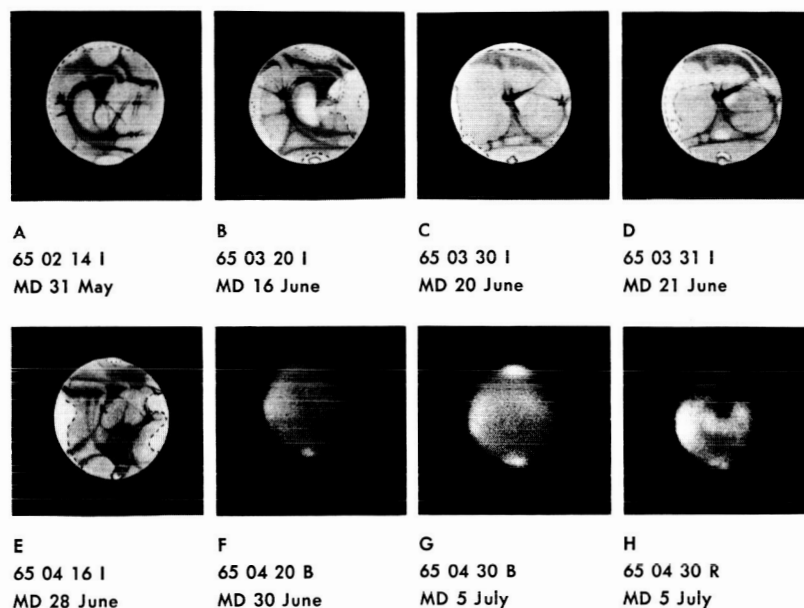 A
65 02 14 I
MD 31 May
B
65 03 20 I
MD 16 June
C
65 03 30 I
MD 20 June
D
65 03 31 I
MD 21 June
E
65 04 16 I
MD 28 June
F
65 04 20 B
MD 30 June
G
65 04 30 B
MD 5 July
H
65 04 30 R
MD 5 July